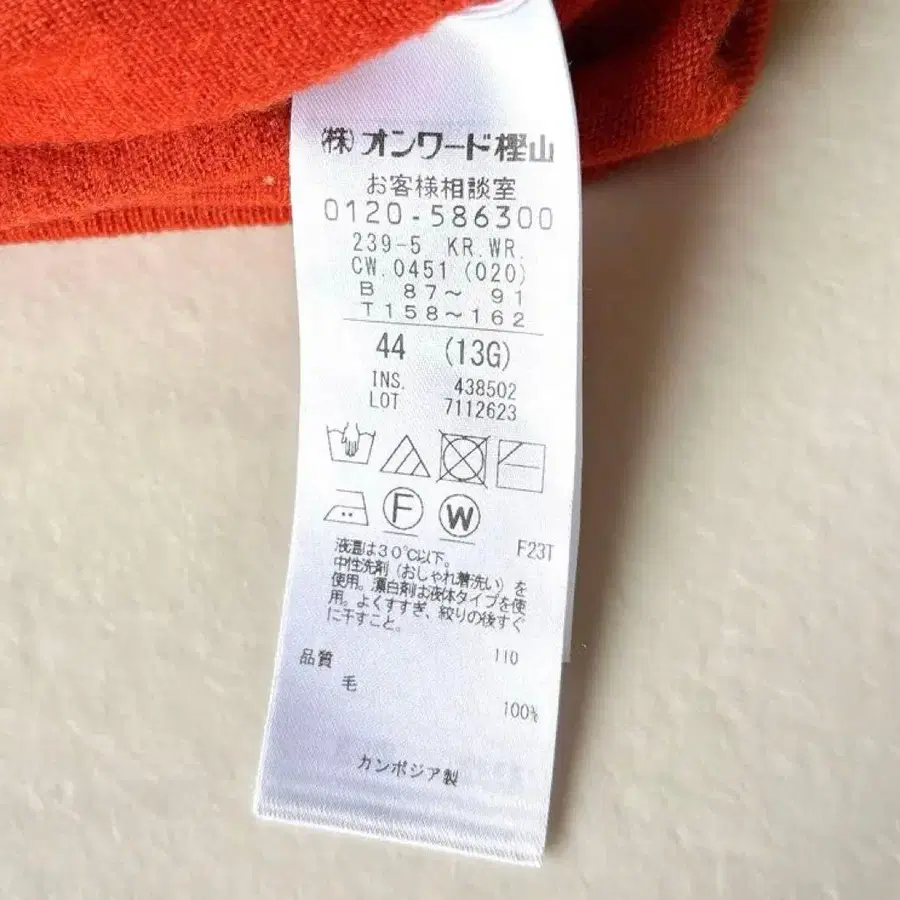 (株)オンワード樫山
お客様相談室
0120-586300
239-5 KR.WR.
CW.0451(020)
B 87～ 91
T158～162
44 (13G)
INS. 438502
LOT 7112623
F W
F23T
液温は30℃以下。
中性洗剤(おしゃれ着洗い)を
使用。漂白剤は液体タイプを使
用。よくすすぎ、絞りの後すぐ
に干すこと。
110
品質
毛
100%
カンボジア製